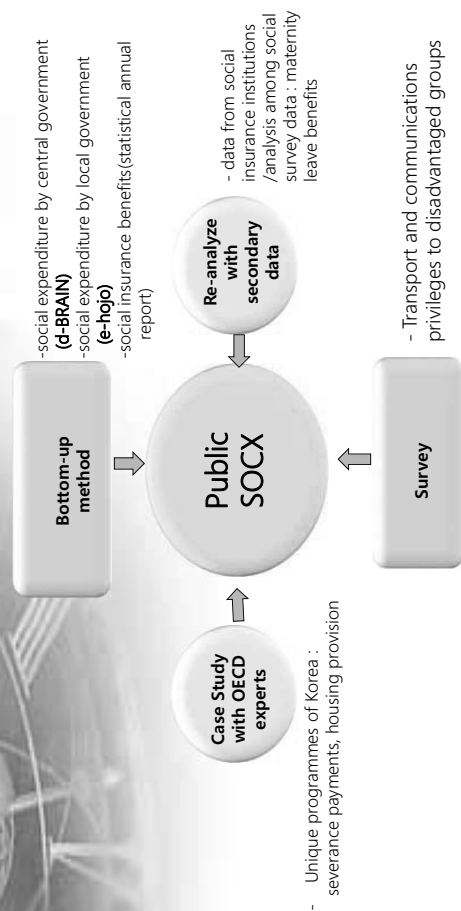 Bottom-up
method
-social expenditure by central government
(d-BRAIN)
-social expenditure by local government
(e-hojo)
-social insurance benefits(statistical annual
report)
Case Study
with OECD
experts
Public
SOCX
Re-analyze
with
secondary
data
- data from social
insurance institutions
/analysis among social
survey data : maternity
leave benefits
- Unique programmes of Korea :
severance payments, housing provision
Survey
- Transport and communications
privileges to disadvantaged groups